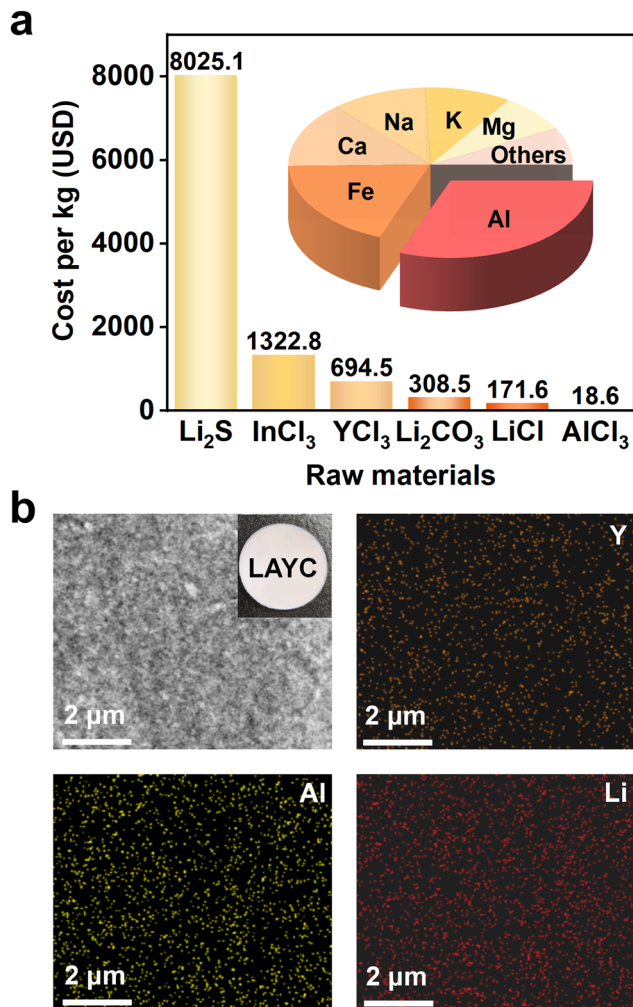 a
Cost per kg (USD)
8000
6000
4000
2000
0
8025.1
1322.8
694.5
308.5
171.6
18.6
K
Na
Mg
Ca
Others
Fe
Al
Li₂S InCl₃ YCl₃ Li₂CO₃ LiCl AlCl₃
Raw materials
b
LAYC
2 µm
Y
Al
2 µm
Li
2 µm